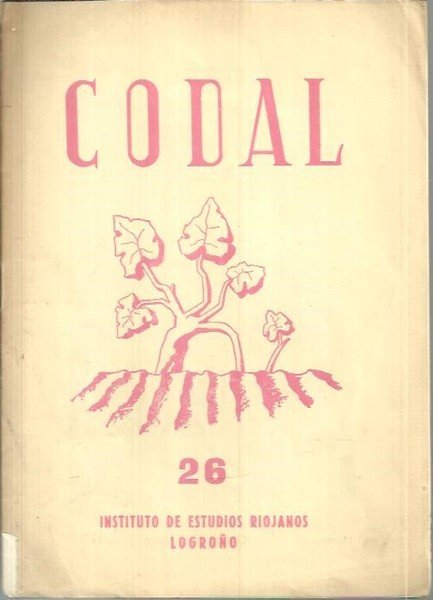 CODAL
26
INSTITUTO DE ESTUDIOS RIOJANOS
LOGROÑO